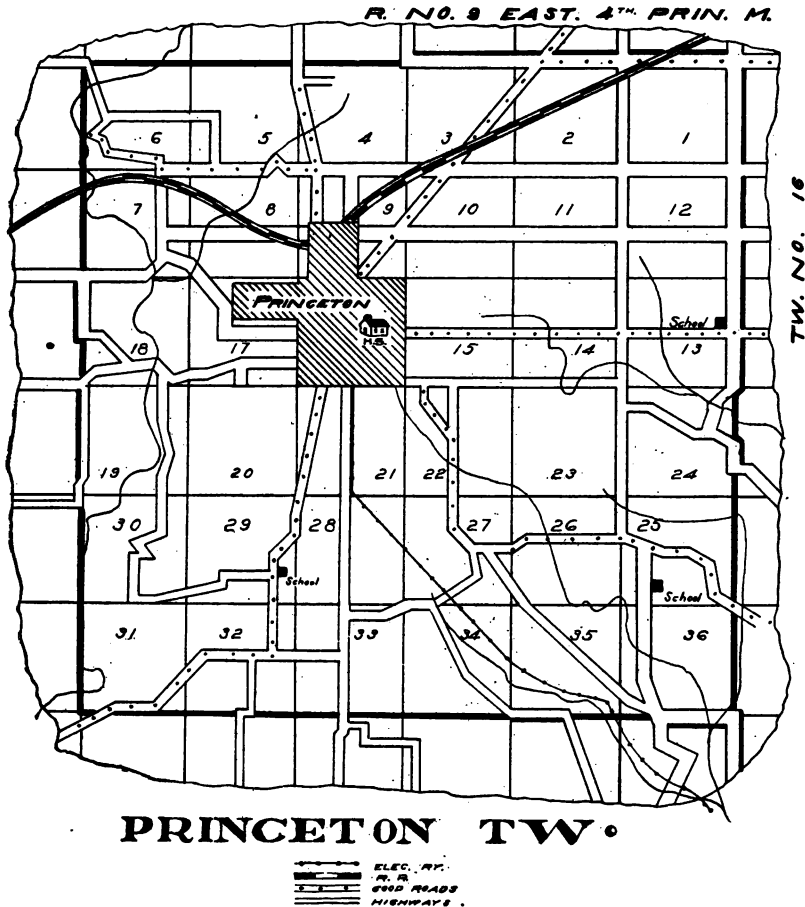 R. NO. 9 EAST. 4TH. PRIN. M.
6 5 4 3 2 1
7 8 9 10 11 12
TW. NO. 16
PRINCETON
H.S.
School
18 17 15 14 13
19 20 21 22 23 24
30 29 28 27 26 25
School
School
31 32 33 34 35 36
PRINCETON TW.
ELEC. RY.
R. R.
GOOD ROADS
HIGHWAYS.